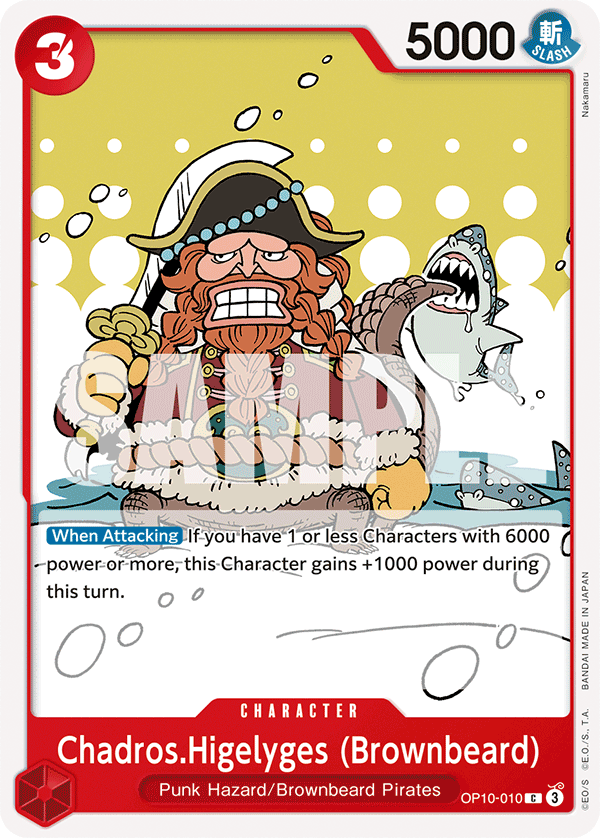 3
5000
斬
SLASH
Nakamaru
SAMPLE
When Attacking If you have 1 or less Characters with 6000
power or more, this Character gains +1000 power during
this turn.
CHARACTER
Chadros.Higelyges (Brownbeard)
Punk Hazard/Brownbeard Pirates
OP10-010 C 3
©E.O/S ©E.O./S., T.A. BANDAI MADE IN JAPAN